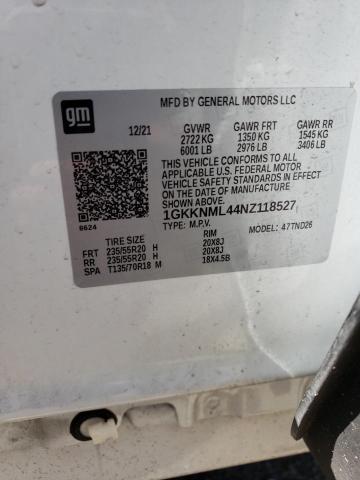 gm
MFD BY GENERAL MOTORS LLC
12/21 GVWR GAWR FRT GAWR RR
2722 KG 1350 KG 1545 KG
6001 LB 2976 LB 3406 LB
THIS VEHICLE CONFORMS TO ALL APPLICABLE U.S. FEDERAL MOTOR
VEHICLE SAFETY AND THEFT PREVENTION
STANDARDS IN EFFECT ON THE DATE OF
MANUFACTURE SHOWN ABOVE.
1GKKNML44NZ118527
TYPE: M.P.V. MODEL: 47TND26
8624
TIRE SIZE RIM
FRT 235/55R20 H 20X8J
RR 235/55R20 H 20X8J
SPA T135/70R18 M 18X4.5B